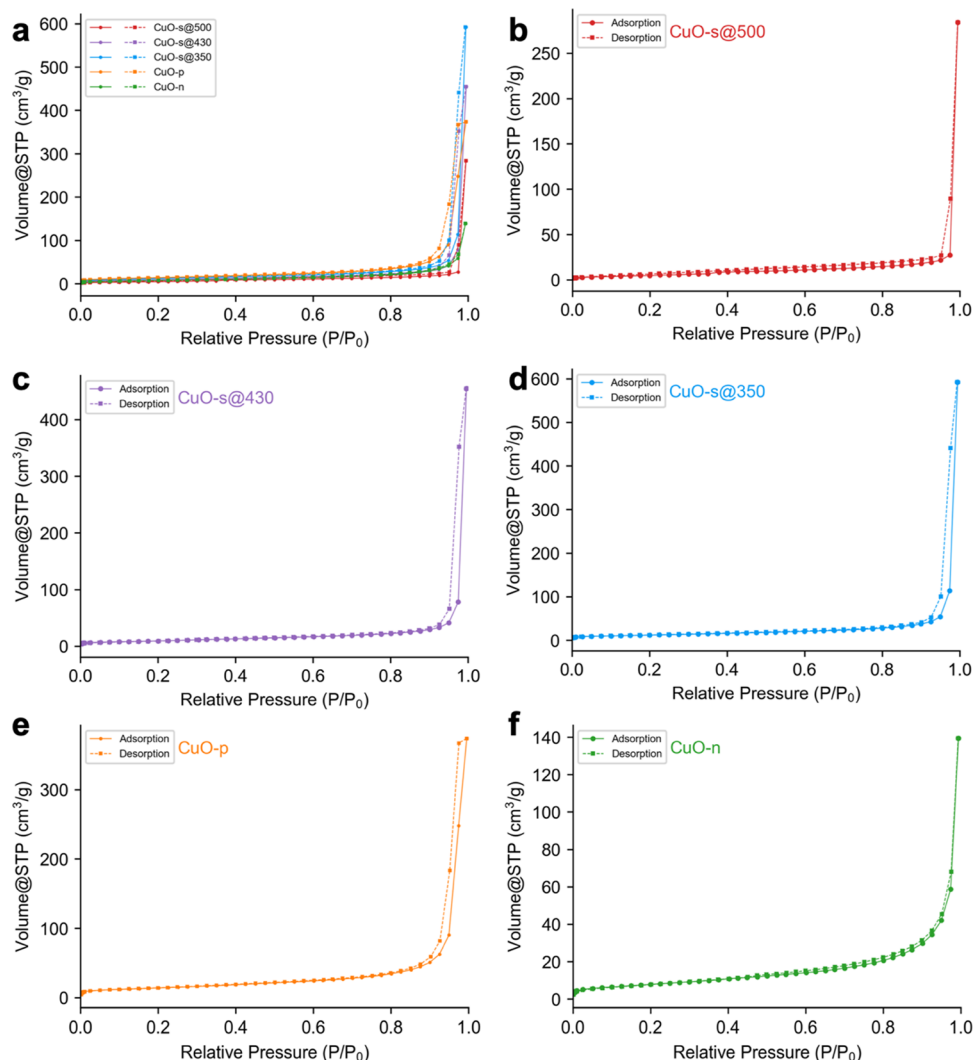 a
CuO-s@500
CuO-s@430
CuO-s@350
CuO-p
CuO-n
600
500
400
300
200
100
0
Volume@STP (cm³/g)
0.0 0.2 0.4 0.6 0.8 1.0
Relative Pressure (P/P₀)
b
Adsorption
Desorption
CuO-s@500
250
200
150
100
50
0
Volume@STP (cm³/g)
0.0 0.2 0.4 0.6 0.8 1.0
Relative Pressure (P/P₀)
c
Adsorption
Desorption
CuO-s@430
400
300
200
100
0
Volume@STP (cm³/g)
0.0 0.2 0.4 0.6 0.8 1.0
Relative Pressure (P/P₀)
d
Adsorption
Desorption
CuO-s@350
600
500
400
300
200
100
0
Volume@STP (cm³/g)
0.0 0.2 0.4 0.6 0.8 1.0
Relative Pressure (P/P₀)
e
Adsorption
Desorption
CuO-p
300
200
100
0
Volume@STP (cm³/g)
0.0 0.2 0.4 0.6 0.8 1.0
Relative Pressure (P/P₀)
f
Adsorption
Desorption
CuO-n
140
120
100
80
60
40
20
0
Volume@STP (cm³/g)
0.0 0.2 0.4 0.6 0.8 1.0
Relative Pressure (P/P₀)